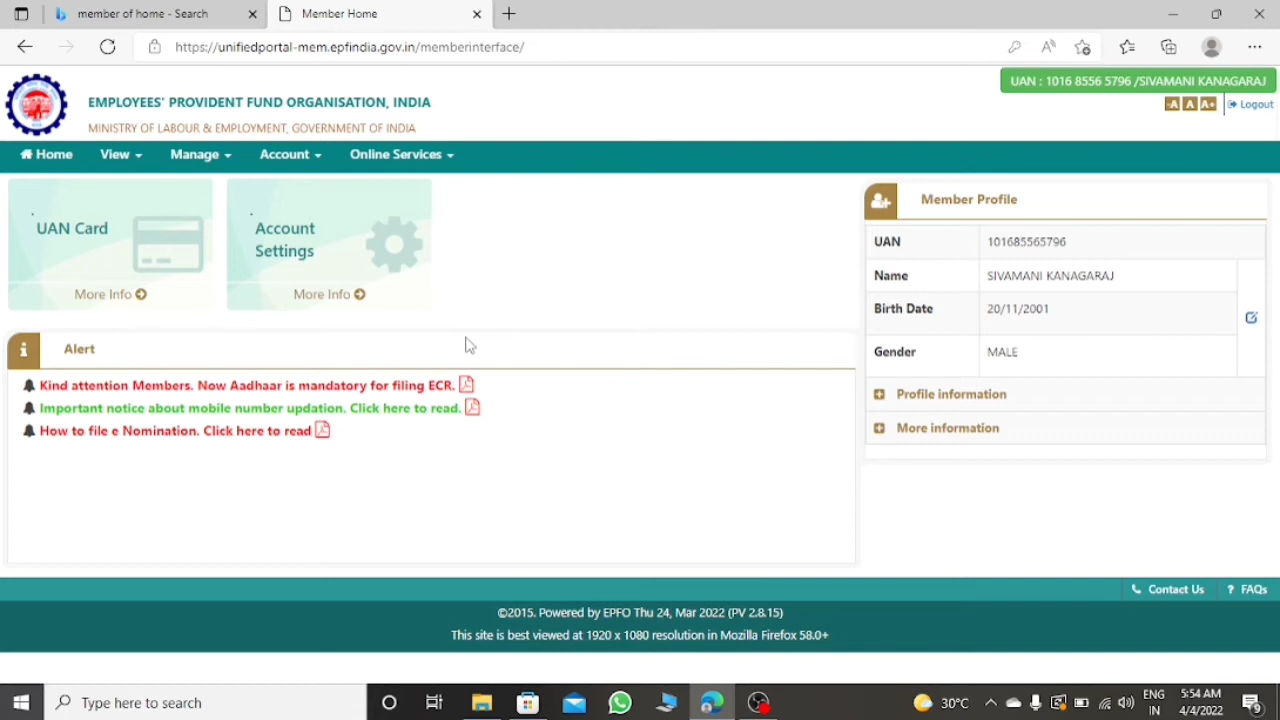 member of home - Search
Member Home
https://unifiedportal-mem.epfindia.gov.in/memberinterface/
UAN : 1016 8556 5796 /SIVAMANI KANAGARAJ
EMPLOYEES' PROVIDENT FUND ORGANISATION, INDIA
-A A A+ Logout
MINISTRY OF LABOUR & EMPLOYMENT, GOVERNMENT OF INDIA
Home View Manage Account Online Services
UAN Card
More Info
Account
Settings
More Info
Member Profile
UAN 101685565796
Name SIVAMANI KANAGARAJ
Birth Date 20/11/2001
Gender MALE
Profile information
More information
Alert
Kind attention Members. Now Aadhaar is mandatory for filing ECR.
Important notice about mobile number updation. Click here to read.
How to file e Nomination. Click here to read
Contact Us ? FAQs
©2015. Powered by EPFO Thu 24, Mar 2022 (PV 2.8.15)
This site is best viewed at 1920 x 1080 resolution in Mozilla Firefox 58.0+
Type here to search
30°C
ENG
IN
5:54 AM
4/4/2022
9